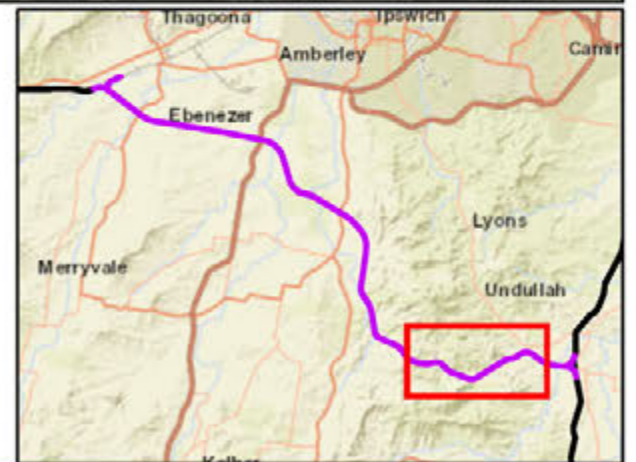 Thagoona
Ipswich
Amberley
Ebenezer
Lyons
Merryvale
Undullah